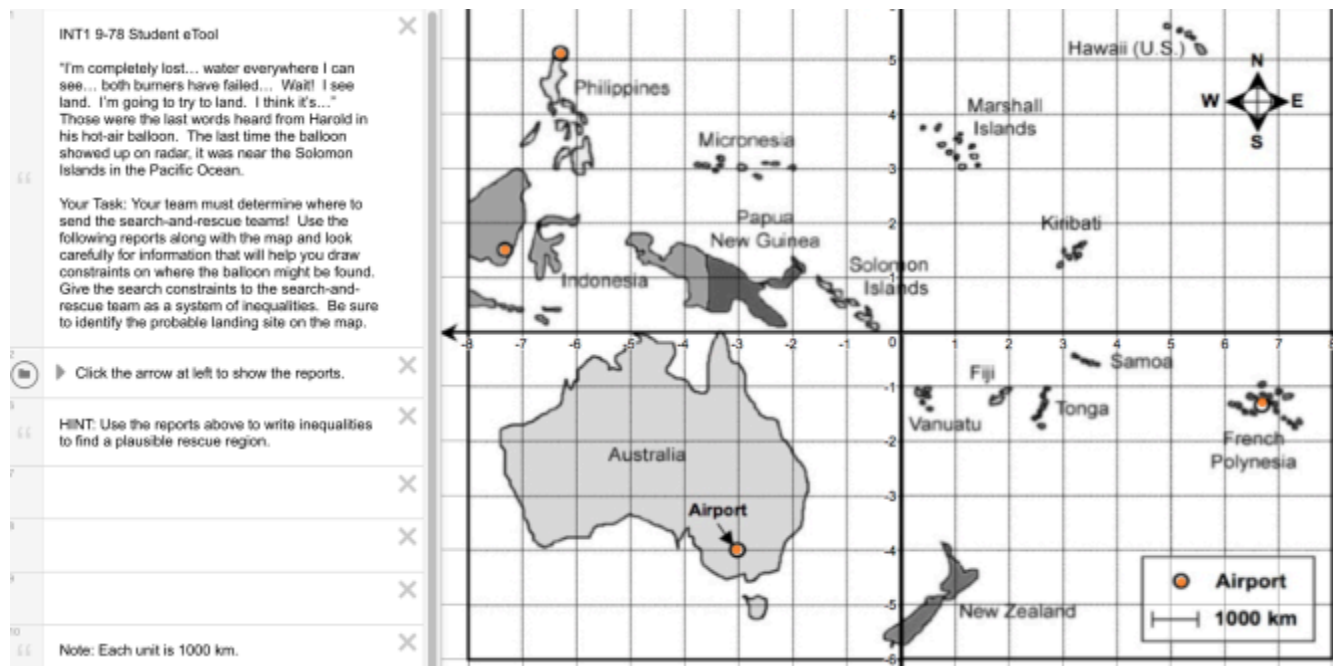 INT1 9-78 Student eTool
"I'm completely lost... water everywhere I can
see... both burners have failed... Wait! I see
land. I'm going to try to land. I think it's..."
Those were the last words heard from Harold in
his hot-air balloon. The last time the balloon
showed up on radar, it was near the Solomon
Islands in the Pacific Ocean.
Your Task: Your team must determine where to
send the search-and-rescue teams! Use the
following reports along with the map and look
carefully for information that will help you draw
constraints on where the balloon might be found.
Give the search constraints to the search-and-
rescue team as a system of inequalities. Be sure
to identify the probable landing site on the map.
2
Click the arrow at left to show the reports.
HINT: Use the reports above to write inequalities
to find a plausible rescue region.
7
9
10
Note: Each unit is 1000 km.
Hawaii (U.S.)
N
W E
S
5
Philippines
Marshall
Islands
4
Micronesia
3
Kiribati
2
Papua
New Guinea
Solomon
Islands
Indonesia
1
-8 -7 -6 -5 -4 -3 -2 -1 0 1 2 3 4 5 6 7 8
Samoa
Fiji
-1
Vanuatu
Tonga
French
Polynesia
-2
Australia
-3
Airport
-4
-5
New Zealand
-6
Airport
1000 km